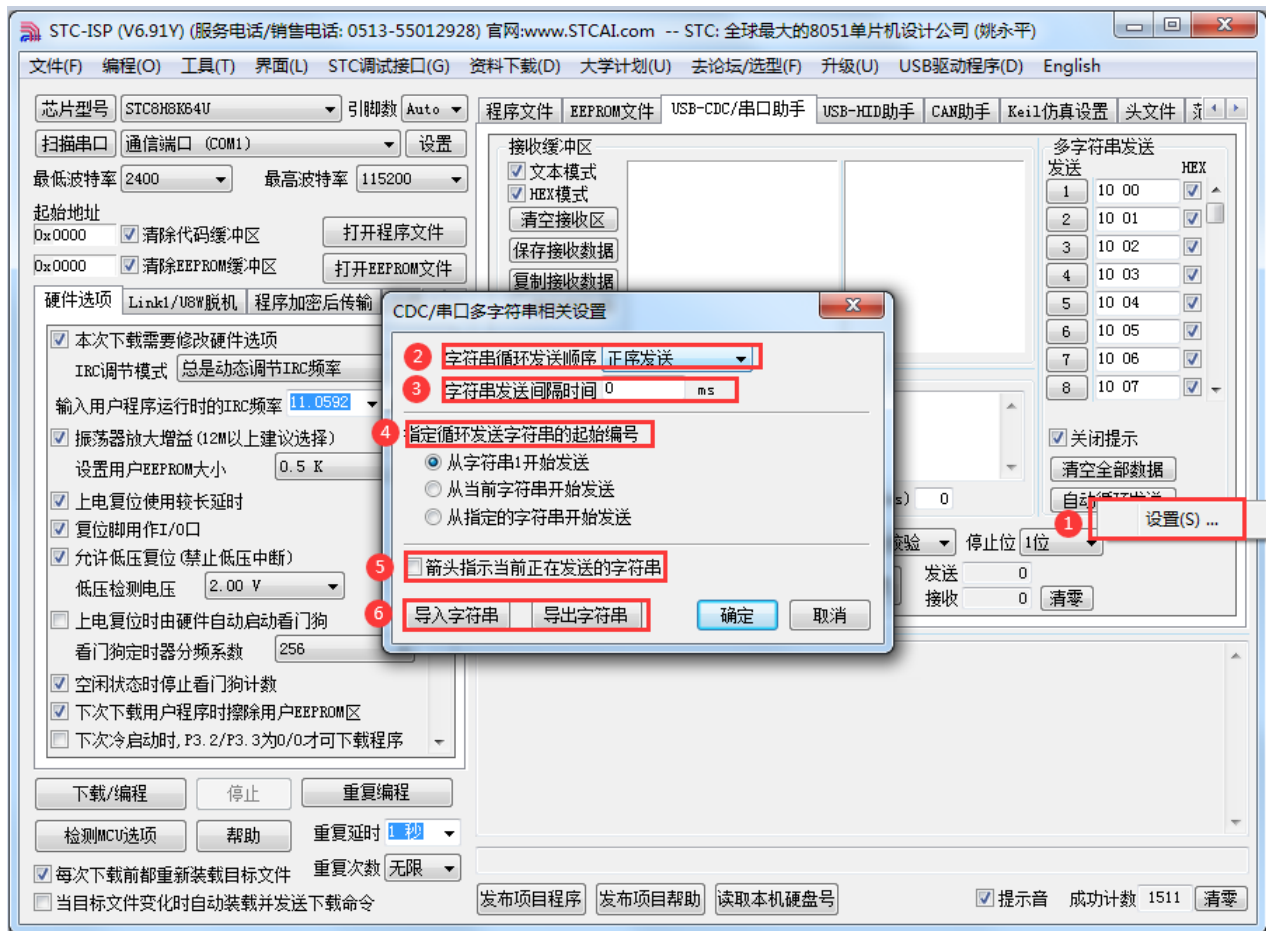 STC-ISP (V6.91Y) (服务电话/销售电话: 0513-55012928) 官网:www.STCAI.com -- STC: 全球最大的8051单片机设计公司 (姚永平)
文件(F) 编程(O) 工具(T) 界面(L) STC调试接口(G) 资料下载(D) 大学计划(U) 去论坛/选型(F) 升级(U) USB驱动程序(D) English
芯片型号 STC8H8K64U 引脚数 Auto
扫描串口 通信端口 (COM1) 设置
最低波特率 2400 最高波特率 115200
起始地址
0x0000 清除代码缓冲区 打开程序文件
0x0000 清除EEPROM缓冲区 打开EEPROM文件
硬件选项 Link1/U8W脱机 程序加密后传输
本次下载需要修改硬件选项
IRC调节模式 总是动态调节IRC频率
输入用户程序运行时的IRC频率 11.0592
振荡器放大增益(12M以上建议选择)
设置用户EEPROM大小 0.5 K
上电复位使用较长延时
复位脚用作I/O口
允许低压复位(禁止低压中断)
低压检测电压 2.00 V
上电复位时由硬件自动启动看门狗
看门狗定时器分频系数 256
空闲状态时停止看门狗计数
下次下载用户程序时擦除用户EEPROM区
下次冷启动时,P3.2/P3.3为0/0才可下载程序
下载/编程 停止 重复编程
检测MCU选项 帮助 重复延时 1 秒
每次下载前都重新装载目标文件 重复次数 无限
当目标文件变化时自动装载并发送下载命令
程序文件 EEPROM文件 USB-CDC/串口助手 USB-HID助手 CAN助手 Keil仿真设置 头文件
接收缓冲区
文本模式
HEX模式
清空接收区
保存接收数据
复制接收数据
多字符串发送
发送 HEX
1 10 00
2 10 01
3 10 02
4 10 03
5 10 04
6 10 05
7 10 06
8 10 07
关闭提示
清空全部数据
s) 0 自动循环发送
1 设置(S) ...
校验 停止位 1位
发送 0
接收 0 清零
CDC/串口多字符串相关设置
2 字符串循环发送顺序 正序发送
3 字符串发送间隔时间 0 ms
4 指定循环发送字符串的起始编号
从字符串1开始发送
从当前字符串开始发送
从指定的字符串开始发送
5 箭头指示当前正在发送的字符串
6 导入字符串 导出字符串 确定 取消
发布项目程序 发布项目帮助 读取本机硬盘号 提示音 成功计数 1511 清零